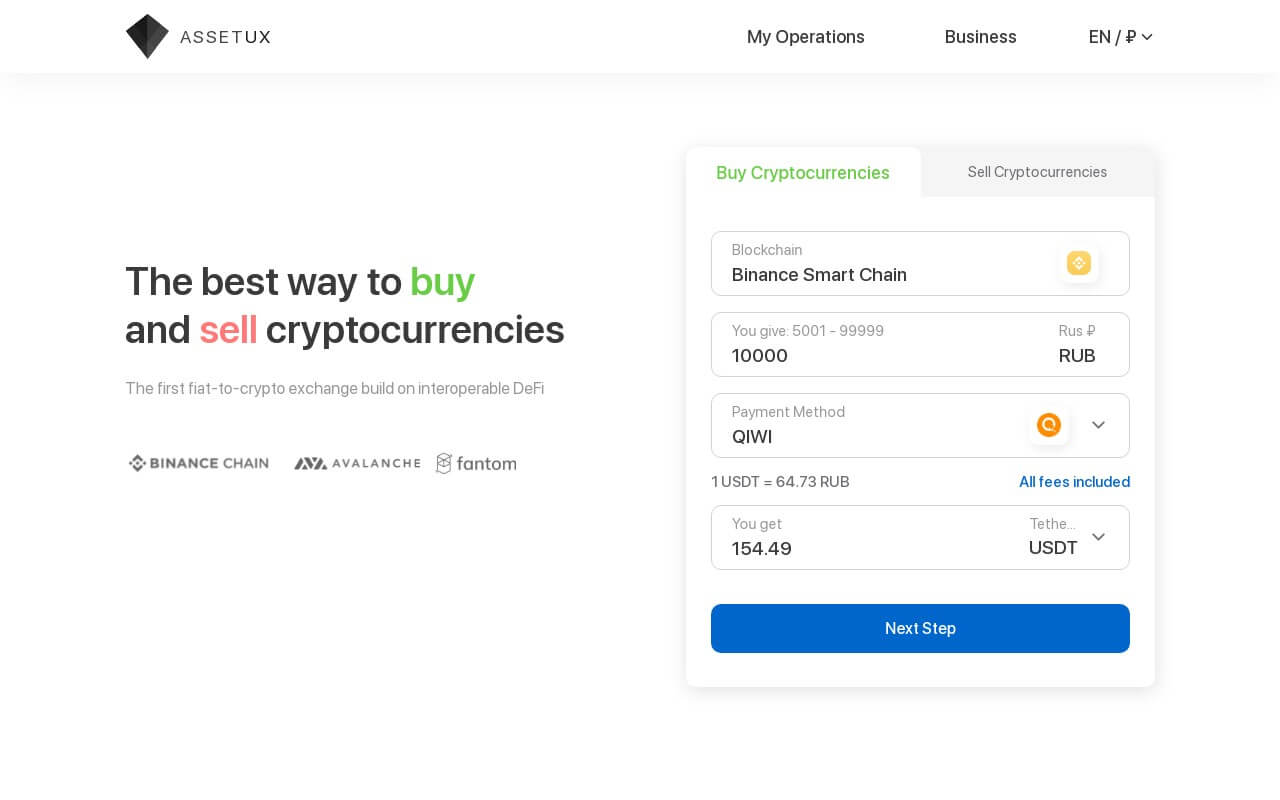 ASSETUX
My Operations
Business
EN / ₽
The best way to buy
and sell cryptocurrencies
The first fiat-to-crypto exchange build on interoperable DeFi
BINANCE CHAIN
AVALANCHE
fantom
Buy Cryptocurrencies
Sell Cryptocurrencies
Blockchain
Binance Smart Chain
You give: 5001 - 99999
Rus ₽
10000
RUB
Payment Method
QIWI
1 USDT = 64.73 RUB
All fees included
You get
Tethe...
154.49
USDT
Next Step